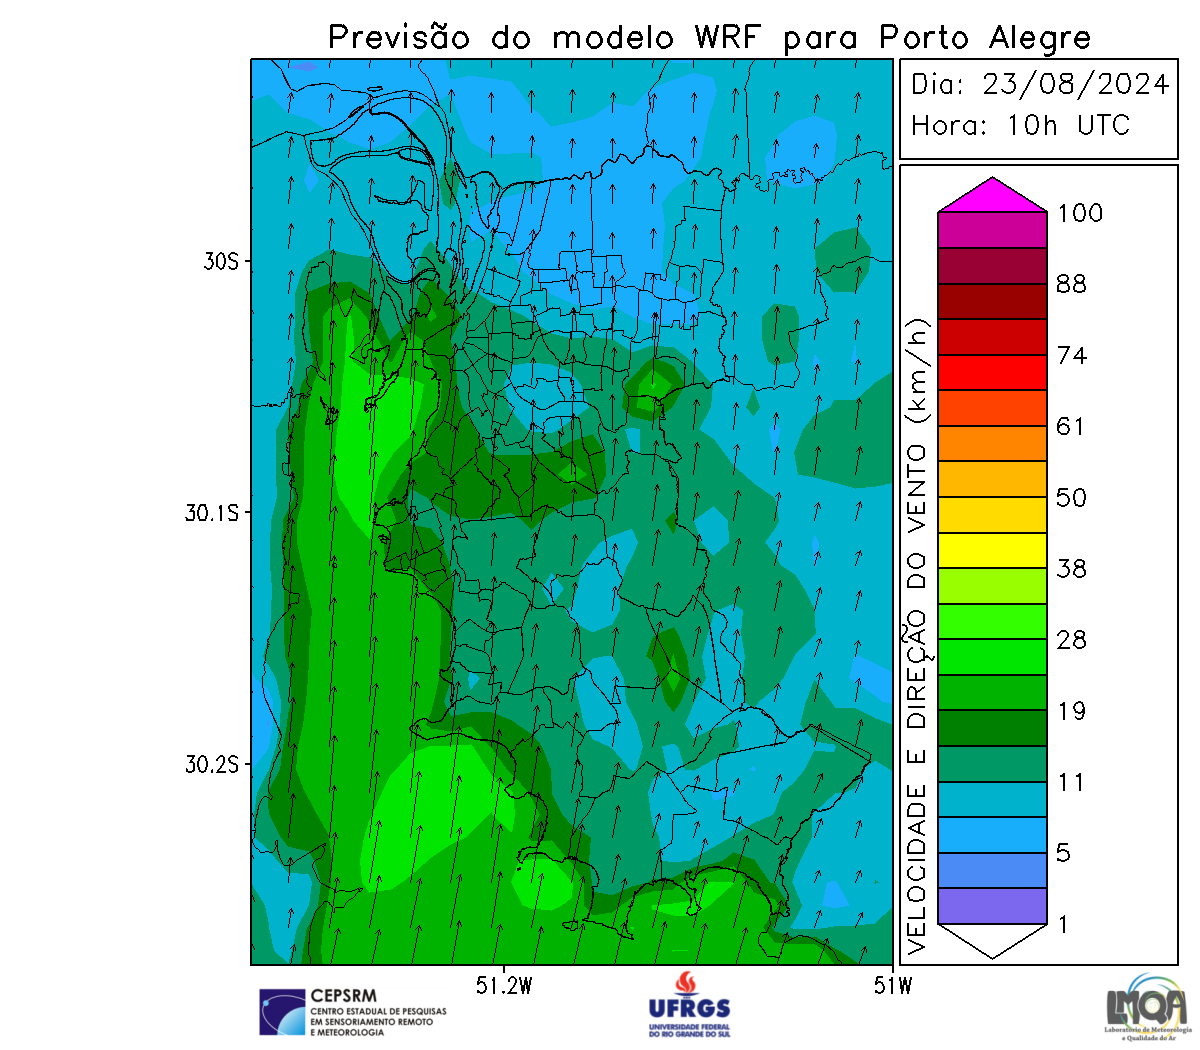 Previsão do modelo WRF para Porto Alegre
Dia: 23/08/2024
Hora: 10h UTC
30S
30.1S
30.2S
51.2W
51W
VELOCIDADE E DIREÇÃO DO VENTO (km/h)
100
88
74
61
50
38
28
19
11
5
1
CEPSRM
CENTRO ESTADUAL DE PESQUISAS
EM SENSORIAMENTO REMOTO
E METEOROLOGIA
UFRGS
UNIVERSIDADE FEDERAL
DO RIO GRANDE DO SUL
LMQA
Laboratório de Meteorologia
e Qualidade do Ar